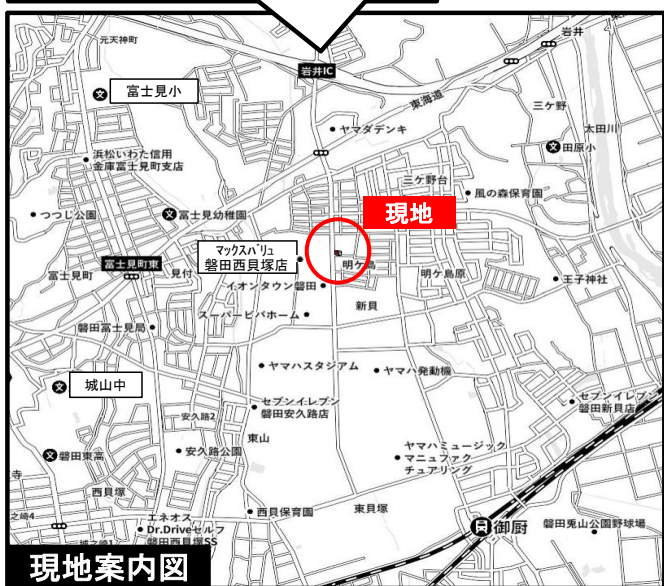 元天神町
岩井
岩井IC
富士見小
東海道
三ケ野
太田川
ヤマダデンキ
田原小
浜松いわた信用
金庫富士見町支店
三ケ野台
風の森保育園
つつじ公園
富士見幼稚園
現地
マックスバリュ
磐田西貝塚店
富士見町東
見付
富士見町
明ケ島
明ケ島原
王子神社
イオンタウン磐田
新貝
スーパービバホーム
磐田富士見局
ヤマハスタジアム
ヤマハ発動機
城山中
セブンイレブン
磐田安久路店
セブンイレブン
磐田新貝店
安久路2
東山
磐田東高
安久路公園
ヤマハミュージック
マニュファク
チュアリング
寺
西貝塚
東貝塚
西貝保育園
之崎4
エネオス
Dr.Driveセルフ
磐田西貝塚SS
御厨
磐田兎山公園野球場
現地案内図